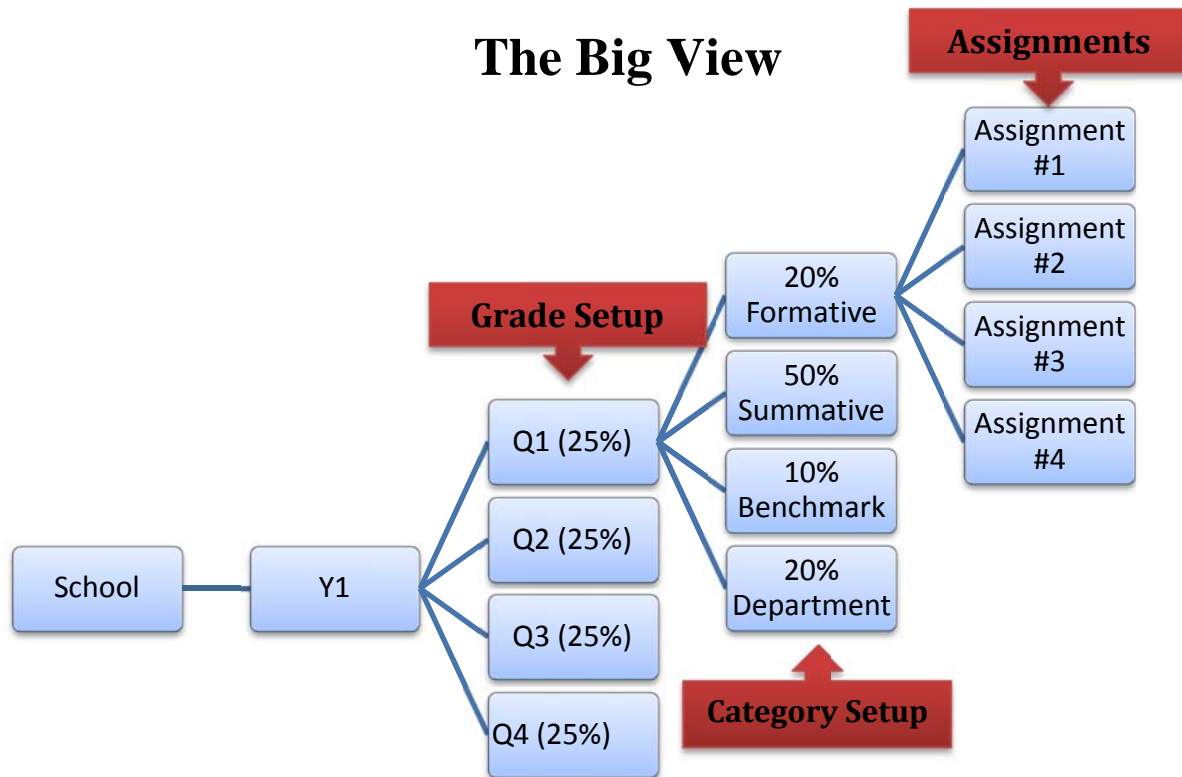 The Big View
Assignments
Assignment
#1
Assignment
#2
Assignment
#3
Assignment
#4
20%
Formative
50%
Summative
10%
Benchmark
20%
Department
Category Setup
Grade Setup
Q1 (25%)
Q2 (25%)
Q3 (25%)
Q4 (25%)
School
Y1